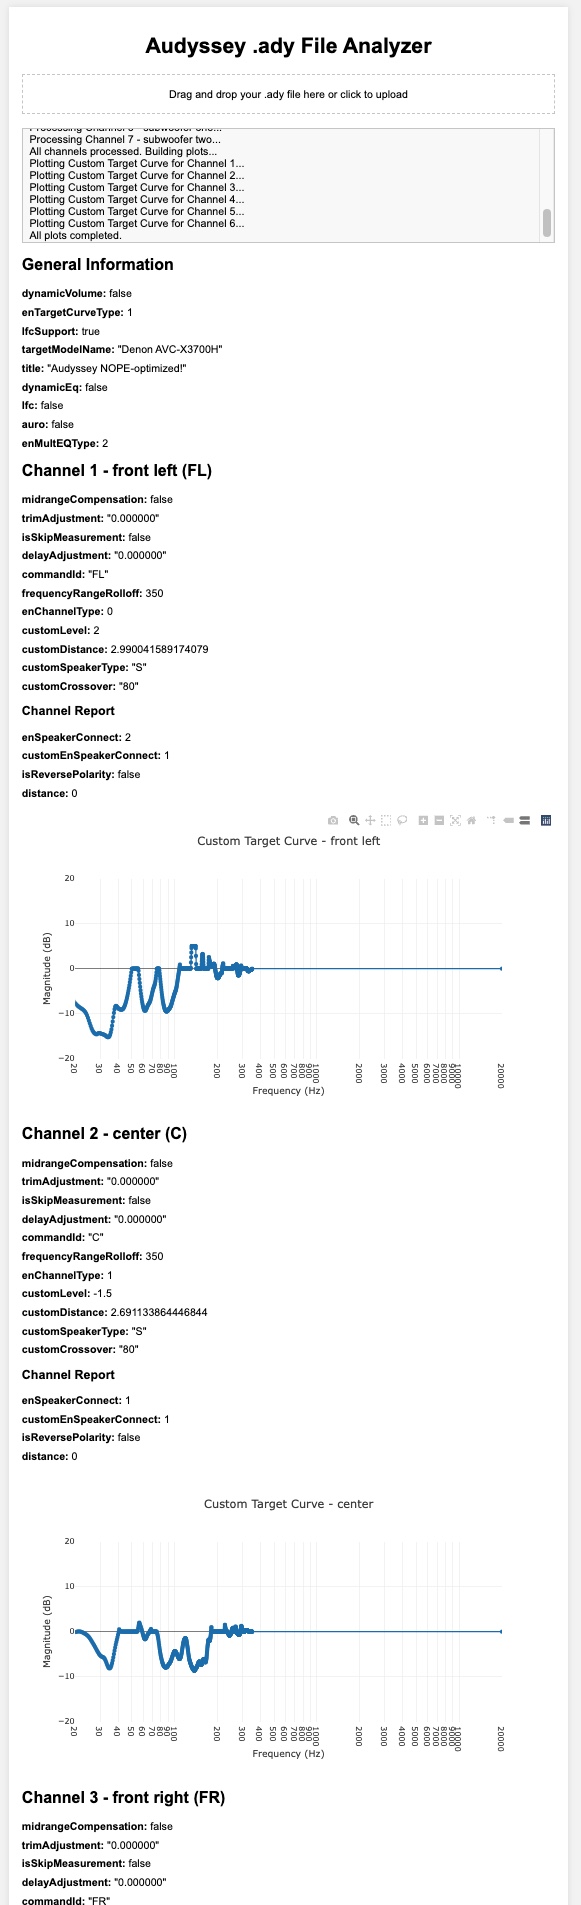 Audyssey .ady File Analyzer
Drag and drop your .ady file here or click to upload
Processing Channel 7 - subwoofer two...
All channels processed. Building plots...
Plotting Custom Target Curve for Channel 1...
Plotting Custom Target Curve for Channel 2...
Plotting Custom Target Curve for Channel 3...
Plotting Custom Target Curve for Channel 4...
Plotting Custom Target Curve for Channel 5...
Plotting Custom Target Curve for Channel 6...
All plots completed.
General Information
dynamicVolume: false
enTargetCurveType: 1
lfcSupport: true
targetModelName: "Denon AVC-X3700H"
title: "Audyssey NOPE-optimized!"
dynamicEq: false
lfc: false
auro: false
enMultEQType: 2
Channel 1 - front left (FL)
midrangeCompensation: false
trimAdjustment: "0.000000"
isSkipMeasurement: false
delayAdjustment: "0.000000"
commandId: "FL"
frequencyRangeRolloff: 350
enChannelType: 0
customLevel: 2
customDistance: 2.990041589174079
customSpeakerType: "S"
customCrossover: "80"
Channel Report
enSpeakerConnect: 2
customEnSpeakerConnect: 1
isReversePolarity: false
distance: 0
Custom Target Curve - front left
20
10
0
−10
−20
Magnitude (dB)
20 30 40 50 60 70 80 90 100 200 300 400 500 600 700 800 900 1000 2000 3000 4000 5000 6000 7000 8000 9000 10000 20000
Frequency (Hz)
Channel 2 - center (C)
midrangeCompensation: false
trimAdjustment: "0.000000"
isSkipMeasurement: false
delayAdjustment: "0.000000"
commandId: "C"
frequencyRangeRolloff: 350
enChannelType: 1
customLevel: -1.5
customDistance: 2.691133864446844
customSpeakerType: "S"
customCrossover: "80"
Channel Report
enSpeakerConnect: 1
customEnSpeakerConnect: 1
isReversePolarity: false
distance: 0
Custom Target Curve - center
20
10
0
−10
−20
Magnitude (dB)
20 30 40 50 60 70 80 90 100 200 300 400 500 600 700 800 900 1000 2000 3000 4000 5000 6000 7000 8000 9000 10000 20000
Frequency (Hz)
Channel 3 - front right (FR)
midrangeCompensation: false
trimAdjustment: "0.000000"
isSkipMeasurement: false
delayAdjustment: "0.000000"
commandId: "FR"